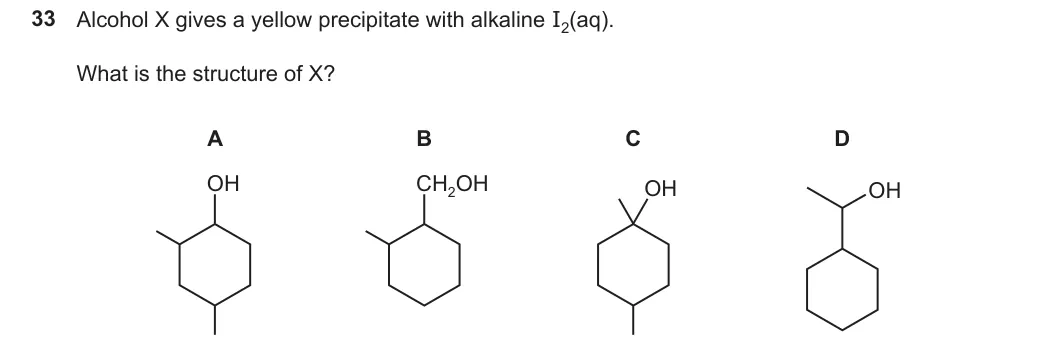 33 Alcohol X gives a yellow precipitate with alkaline I₂(aq).
What is the structure of X?
A B C D
OH CH₂OH OH OH